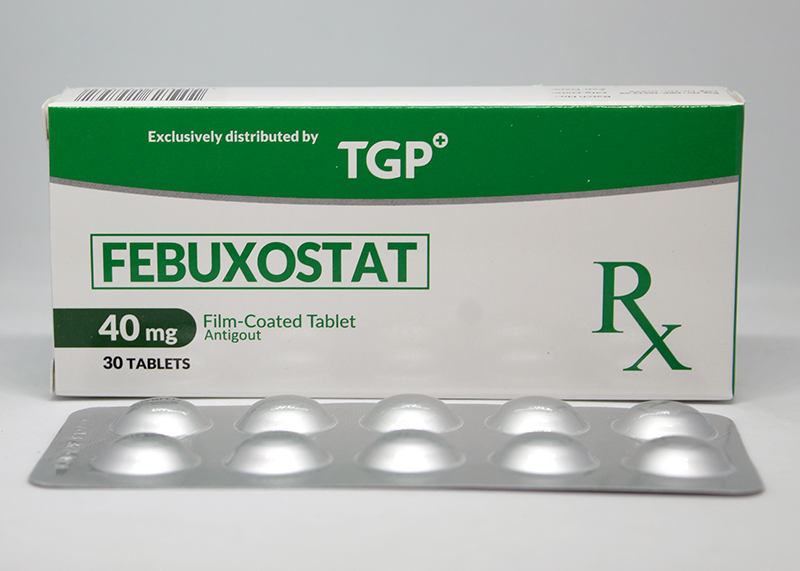 Exclusively distributed by
TGP
FEBUXOSTAT
Rx
40 mg
Film-Coated Tablet
Antigout
30 TABLETS